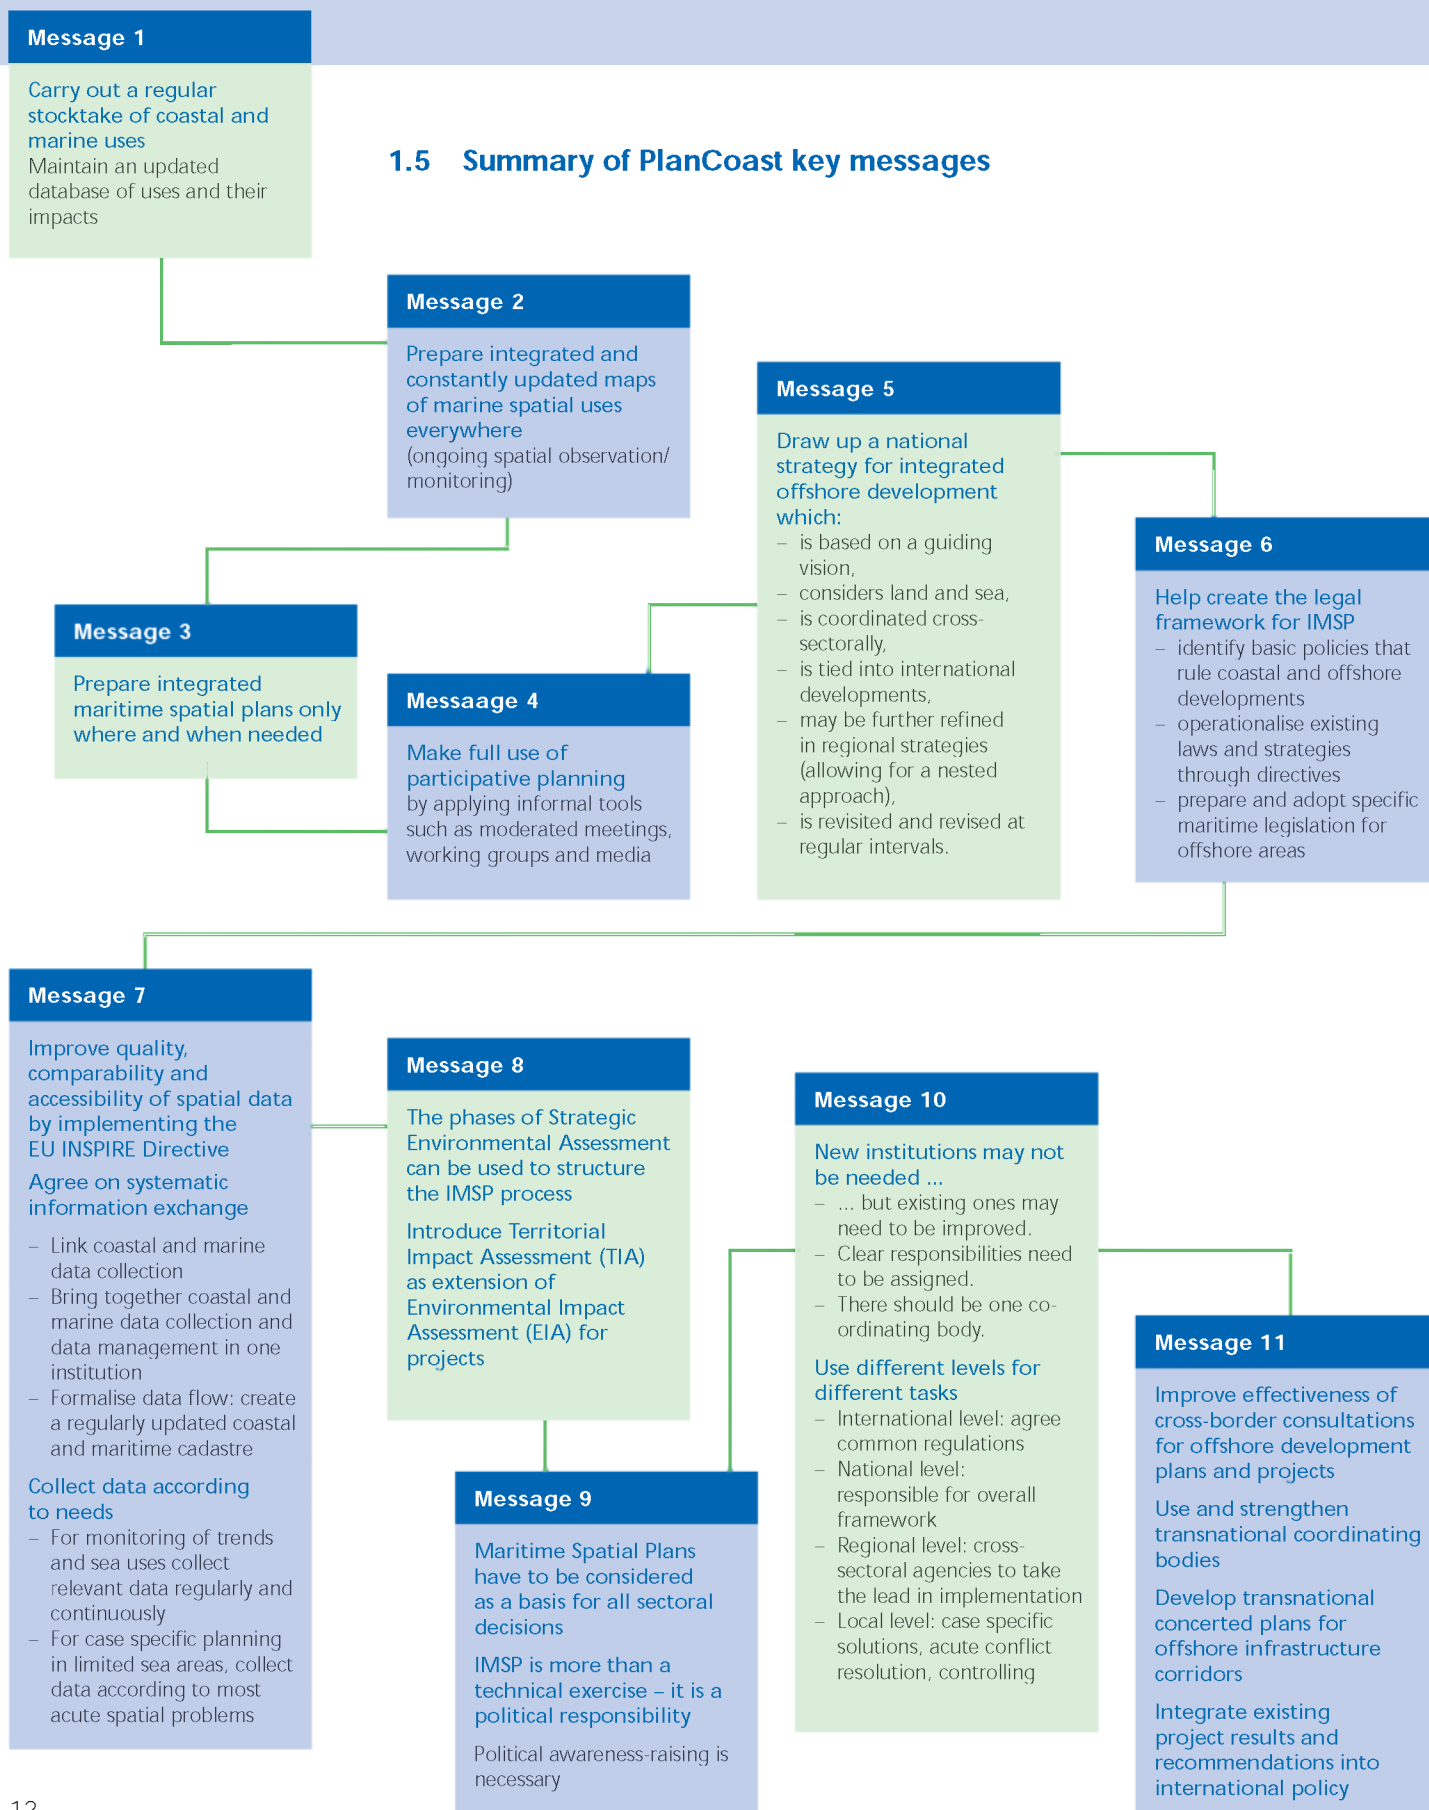 Message 1
Carry out a regular
stocktake of coastal and
marine uses
Maintain an updated
database of uses and their
impacts
1.5 Summary of PlanCoast key messages
Message 2
Prepare integrated and
constantly updated maps
of marine spatial uses
everywhere
(ongoing spatial observation/
monitoring)
Message 3
Prepare integrated
maritime spatial plans only
where and when needed
Messaage 4
Make full use of
participative planning
by applying informal tools
such as moderated meetings,
working groups and media
Message 5
Draw up a national
strategy for integrated
offshore development
which:
– is based on a guiding
vision,
– considers land and sea,
– is coordinated cross-
sectorally,
– is tied into international
developments,
– may be further refined
in regional strategies
(allowing for a nested
approach),
– is revisited and revised at
regular intervals.
Message 6
Help create the legal
framework for IMSP
– identify basic policies that
rule coastal and offshore
developments
– operationalise existing
laws and strategies
through directives
– prepare and adopt specific
maritime legislation for
offshore areas
Message 7
Improve quality,
comparability and
accessibility of spatial data
by implementing the
EU INSPIRE Directive
Agree on systematic
information exchange
– Link coastal and marine
data collection
– Bring together coastal and
marine data collection and
data management in one
institution
– Formalise data flow: create
a regularly updated coastal
and maritime cadastre
Collect data according
to needs
– For monitoring of trends
and sea uses collect
relevant data regularly and
continuously
– For case specific planning
in limited sea areas, collect
data according to most
acute spatial problems
Message 8
The phases of Strategic
Environmental Assessment
can be used to structure
the IMSP process
Introduce Territorial
Impact Assessment (TIA)
as extension of
Environmental Impact
Assessment (EIA) for
projects
Message 9
Maritime Spatial Plans
have to be considered
as a basis for all sectoral
decisions
IMSP is more than a
technical exercise – it is a
political responsibility
Political awareness-raising is
necessary
Message 10
New institutions may not
be needed ...
– ... but existing ones may
need to be improved.
– Clear responsibilities need
to be assigned.
– There should be one co-
ordinating body.
Use different levels for
different tasks
– International level: agree
common regulations
– National level:
responsible for overall
framework
– Regional level: cross-
sectoral agencies to take
the lead in implementation
– Local level: case specific
solutions, acute conflict
resolution, controlling
Message 11
Improve effectiveness of
cross-border consultations
for offshore development
plans and projects
Use and strengthen
transnational coordinating
bodies
Develop transnational
concerted plans for
offshore infrastructure
corridors
Integrate existing
project results and
recommendations into
international policy
12